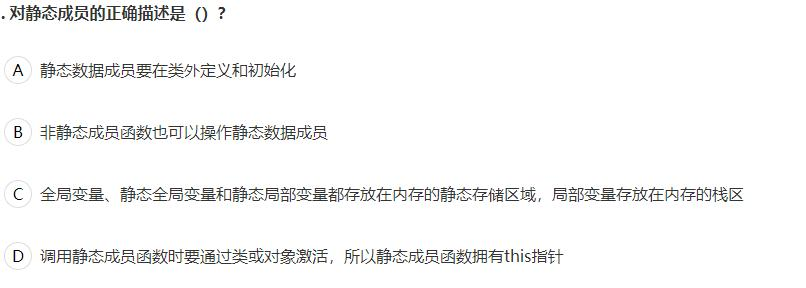 . 对静态成员的正确描述是（）?
A 静态数据成员要在类外定义和初始化
B 非静态成员函数也可以操作静态数据成员
C 全局变量、静态全局变量和静态局部变量都存放在内存的静态存储区域，局部变量存放在内存的栈区
D 调用静态成员函数时要通过类或对象激活，所以静态成员函数拥有this指针